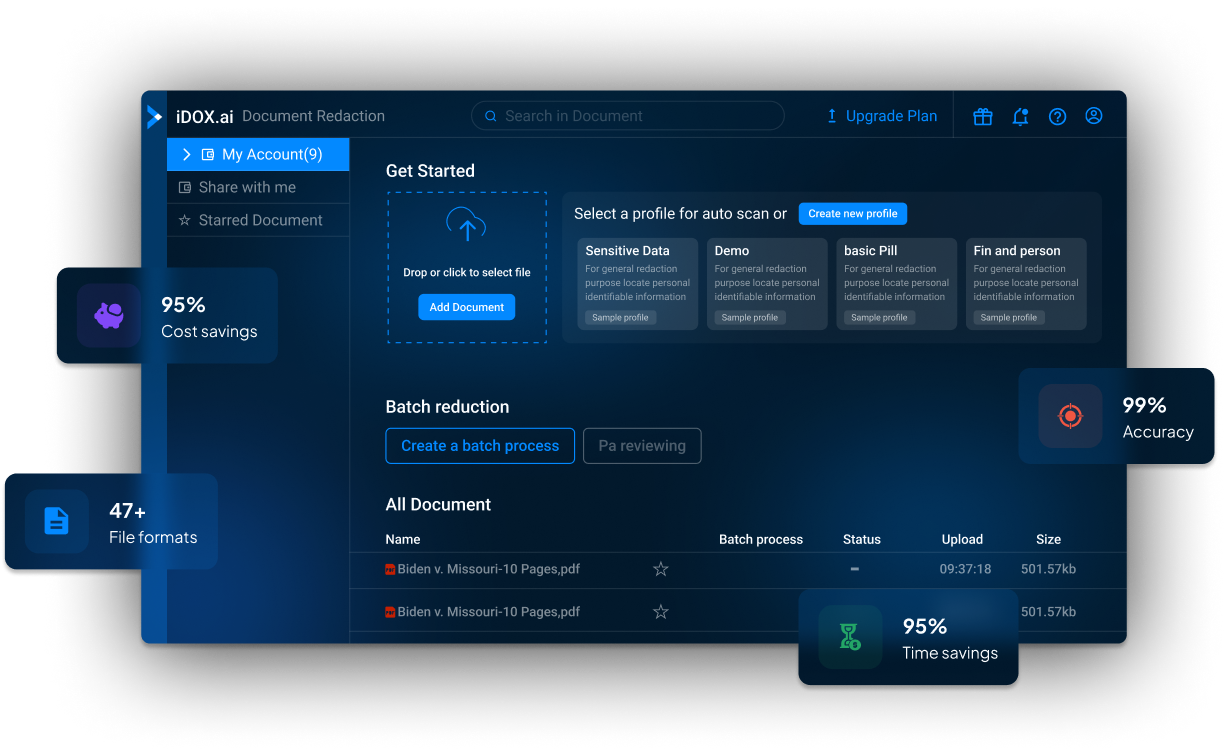 iDOX.ai Document Redaction
Search in Document
Upgrade Plan
My Account(9)
Share with me
Starred Document
Get Started
Drop or click to select file
Add Document
Select a profile for auto scan or
Create new profile
Sensitive Data
For general redaction
purpose locate personal
identifiable information
Sample profile
Demo
For general redaction
purpose locate personal
identifiable information
Sample profile
basic Pill
For general redaction
purpose locate personal
identifiable information
Sample profile
Fin and person
For general redaction
purpose locate personal
identifiable information
Sample profile
95%
Cost savings
99%
Accuracy
Batch reduction
Create a batch process
Pa reviewing
47+
File formats
All Document
Name Batch process Status Upload Size
Biden v. Missouri-10 Pages,pdf 09:37:18 501.57kb
Biden v. Missouri-10 Pages,pdf 501.57kb
95%
Time savings